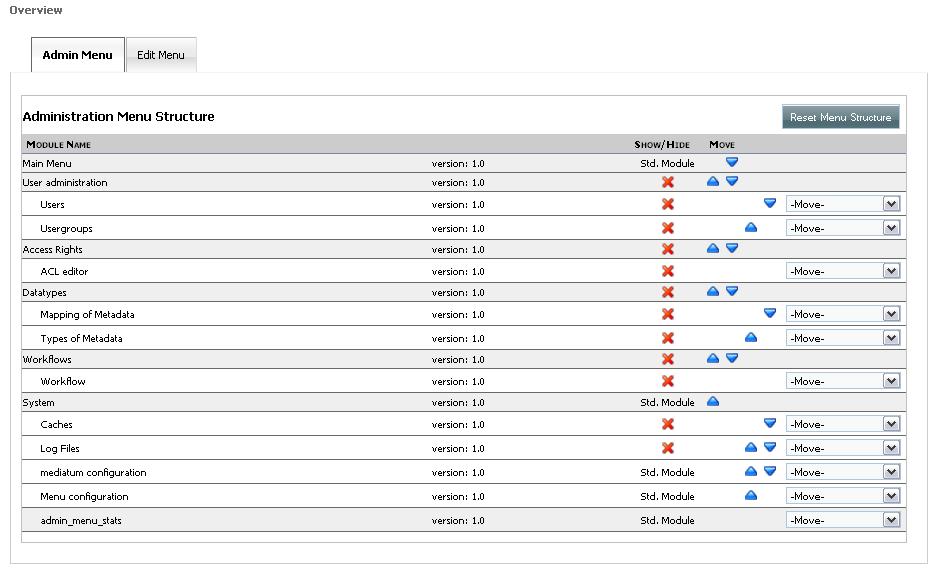 Overview
Admin Menu Edit Menu
Administration Menu Structure Reset Menu Structure
MODULE NAME SHOW/HIDE MOVE
Main Menu version: 1.0 Std. Module
User administration version: 1.0
Users version: 1.0 -Move-
Usergroups version: 1.0 -Move-
Access Rights version: 1.0
ACL editor version: 1.0 -Move-
Datatypes version: 1.0
Mapping of Metadata version: 1.0 -Move-
Types of Metadata version: 1.0 -Move-
Workflows version: 1.0
Workflow version: 1.0 -Move-
System version: 1.0 Std. Module
Caches version: 1.0 -Move-
Log Files version: 1.0 -Move-
mediatum configuration version: 1.0 Std. Module -Move-
Menu configuration version: 1.0 Std. Module -Move-
admin_menu_stats version: 1.0 Std. Module -Move-